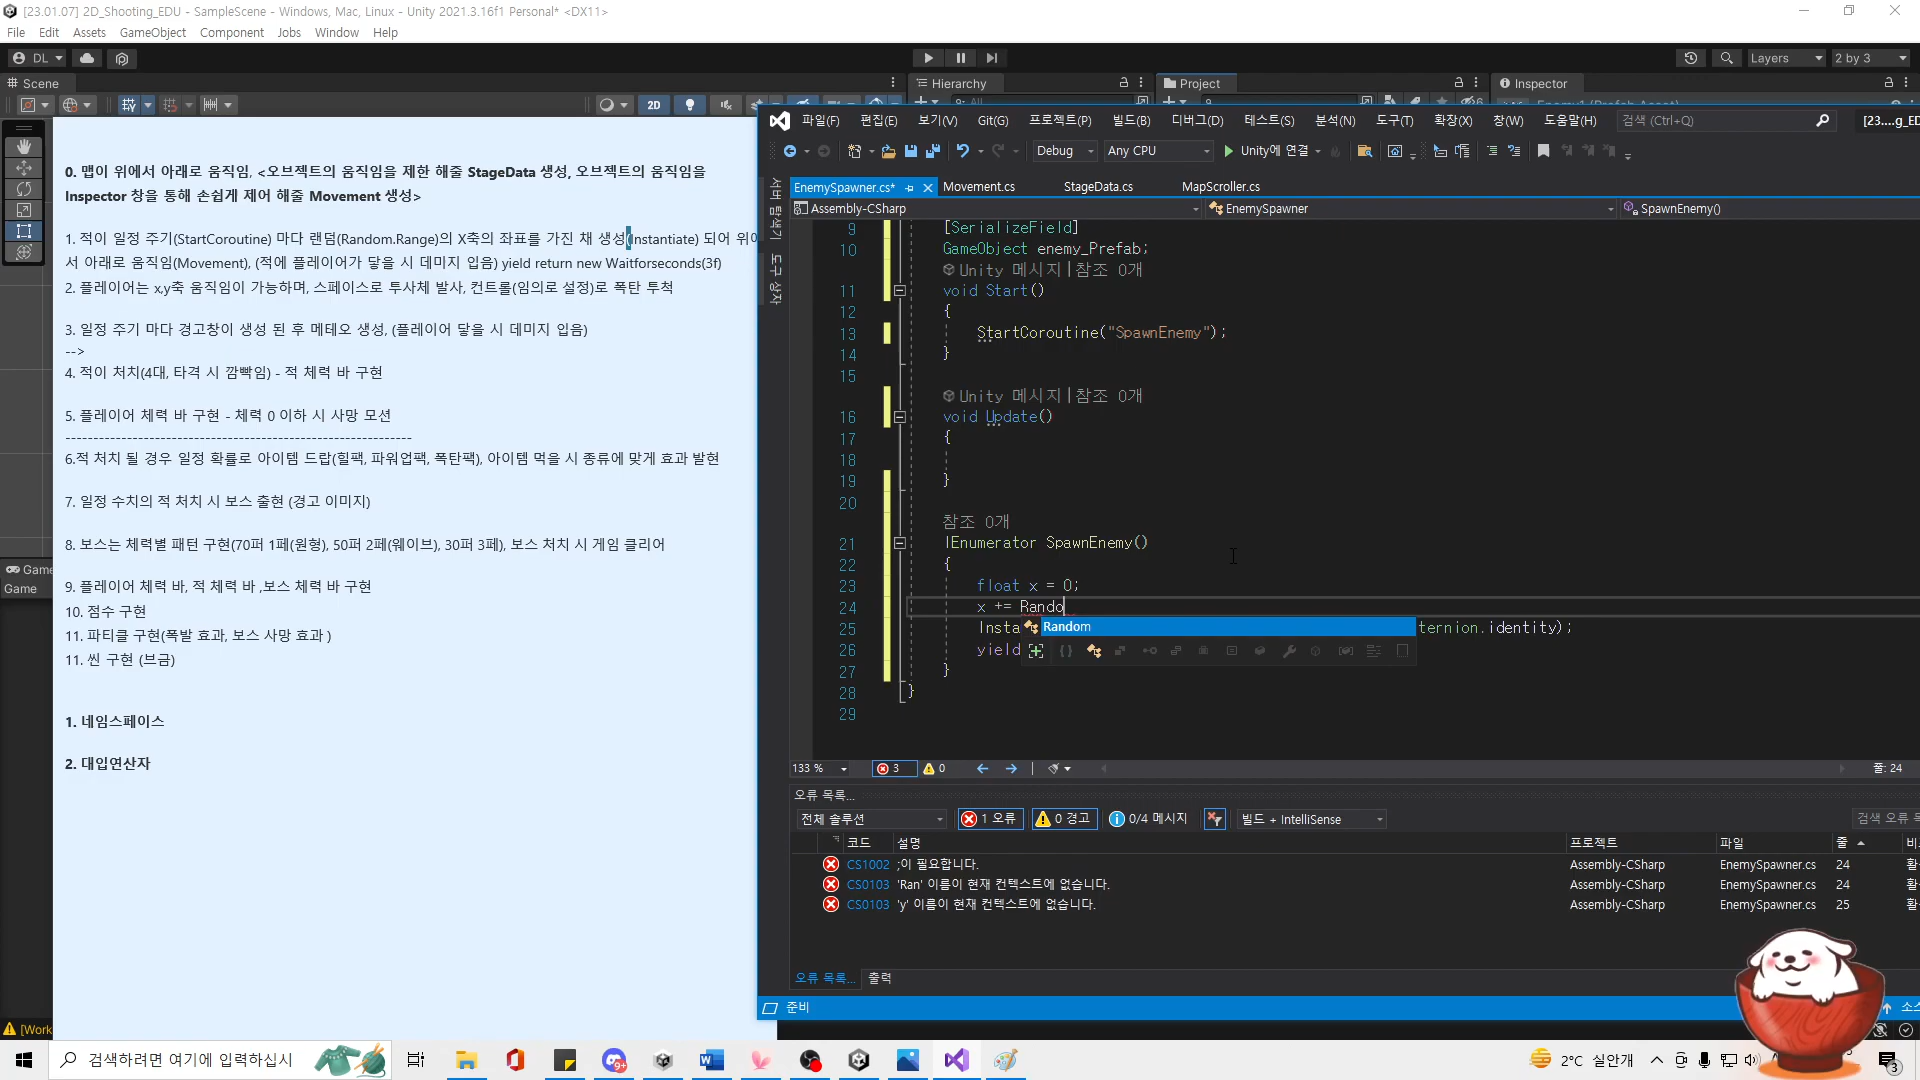 [23.01.07] 2D_Shooting_EDU - SampleScene - Windows, Mac, Linux - Unity 2021.3.16f1 Personal* <DX11>
File Edit Assets GameObject Component Jobs Window Help
DL Layers 2 by 3
Scene Hierarchy Project Inspector
2D
파일(F) 편집(E) 보기(V) Git(G) 프로젝트(P) 빌드(B) 디버그(D) 테스트(S) 분석(N) 도구(T) 확장(X) 창(W) 도움말(H) 검색 (Ctrl+Q) [23....g_ED
Debug Any CPU Unity에 연결
서버 탐색기
도구 상자
EnemySpawner.cs* Movement.cs StageData.cs MapScroller.cs
Assembly-CSharp EnemySpawner SpawnEnemy()
0. 맵이 위에서 아래로 움직임, <오브젝트의 움직임을 제한 해줄 StageData 생성, 오브젝트의 움직임을
Inspector 창을 통해 손쉽게 제어 해줄 Movement 생성>
1. 적이 일정 주기(StartCoroutine) 마다 랜덤(Random.Range)의 X축의 좌표를 가진 채 생성(Instantiate) 되어 위에
서 아래로 움직임(Movement), (적에 플레이어가 닿을 시 데미지 입음) yield return new Waitforseconds(3f)
2. 플레이어는 x,y축 움직임이 가능하며, 스페이스로 투사체 발사, 컨트롤(임의로 설정)로 폭탄 투척
3. 일정 주기 마다 경고창이 생성 된 후 메테오 생성, (플레이어 닿을 시 데미지 입음)
-->
4. 적이 처치(4대, 타격 시 깜빡임) - 적 체력 바 구현
5. 플레이어 체력 바 구현 - 체력 0 이하 시 사망 모션
------------------------------------------------------------
6.적 처치 될 경우 일정 확률로 아이템 드랍(힐팩, 파워업팩, 폭탄팩), 아이템 먹을 시 종류에 맞게 효과 발현
7. 일정 수치의 적 처치 시 보스 출현 (경고 이미지)
8. 보스는 체력별 패턴 구현(70퍼 1페(원형), 50퍼 2페(웨이브), 30퍼 3페), 보스 처치 시 게임 클리어
9. 플레이어 체력 바, 적 체력 바 ,보스 체력 바 구현
10. 점수 구현
11. 파티클 구현(폭발 효과, 보스 사망 효과 )
11. 씬 구현 (브금)
1. 네임스페이스
2. 대입연산자
Game
Game
9 [SerializeField]
10 GameObject enemy_Prefab;
Unity 메시지|참조 0개
11 void Start()
12 {
13 StartCoroutine("SpawnEnemy");
14 }
15
Unity 메시지|참조 0개
16 void Update()
17 {
18
19 }
20
참조 0개
21 IEnumerator SpawnEnemy()
22 {
23 float x = 0;
24 x += Rando
Random
25 Insta ternion.identity);
26 yield
27 }
28 }
29
133 % 3 0 줄: 24
오류 목록...
전체 솔루션 1 오류 0 경고 0/4 메시지 빌드 + IntelliSense
코드 설명 프로젝트 파일 줄
CS1002 ;이 필요합니다. Assembly-CSharp EnemySpawner.cs 24
CS0103 'Ran' 이름이 현재 컨텍스트에 없습니다. Assembly-CSharp EnemySpawner.cs 24
CS0103 'y' 이름이 현재 컨텍스트에 없습니다. Assembly-CSharp EnemySpawner.cs 25
오류 목록... 출력
준비
[Work
검색하려면 여기에 입력하십시 2°C 실안개